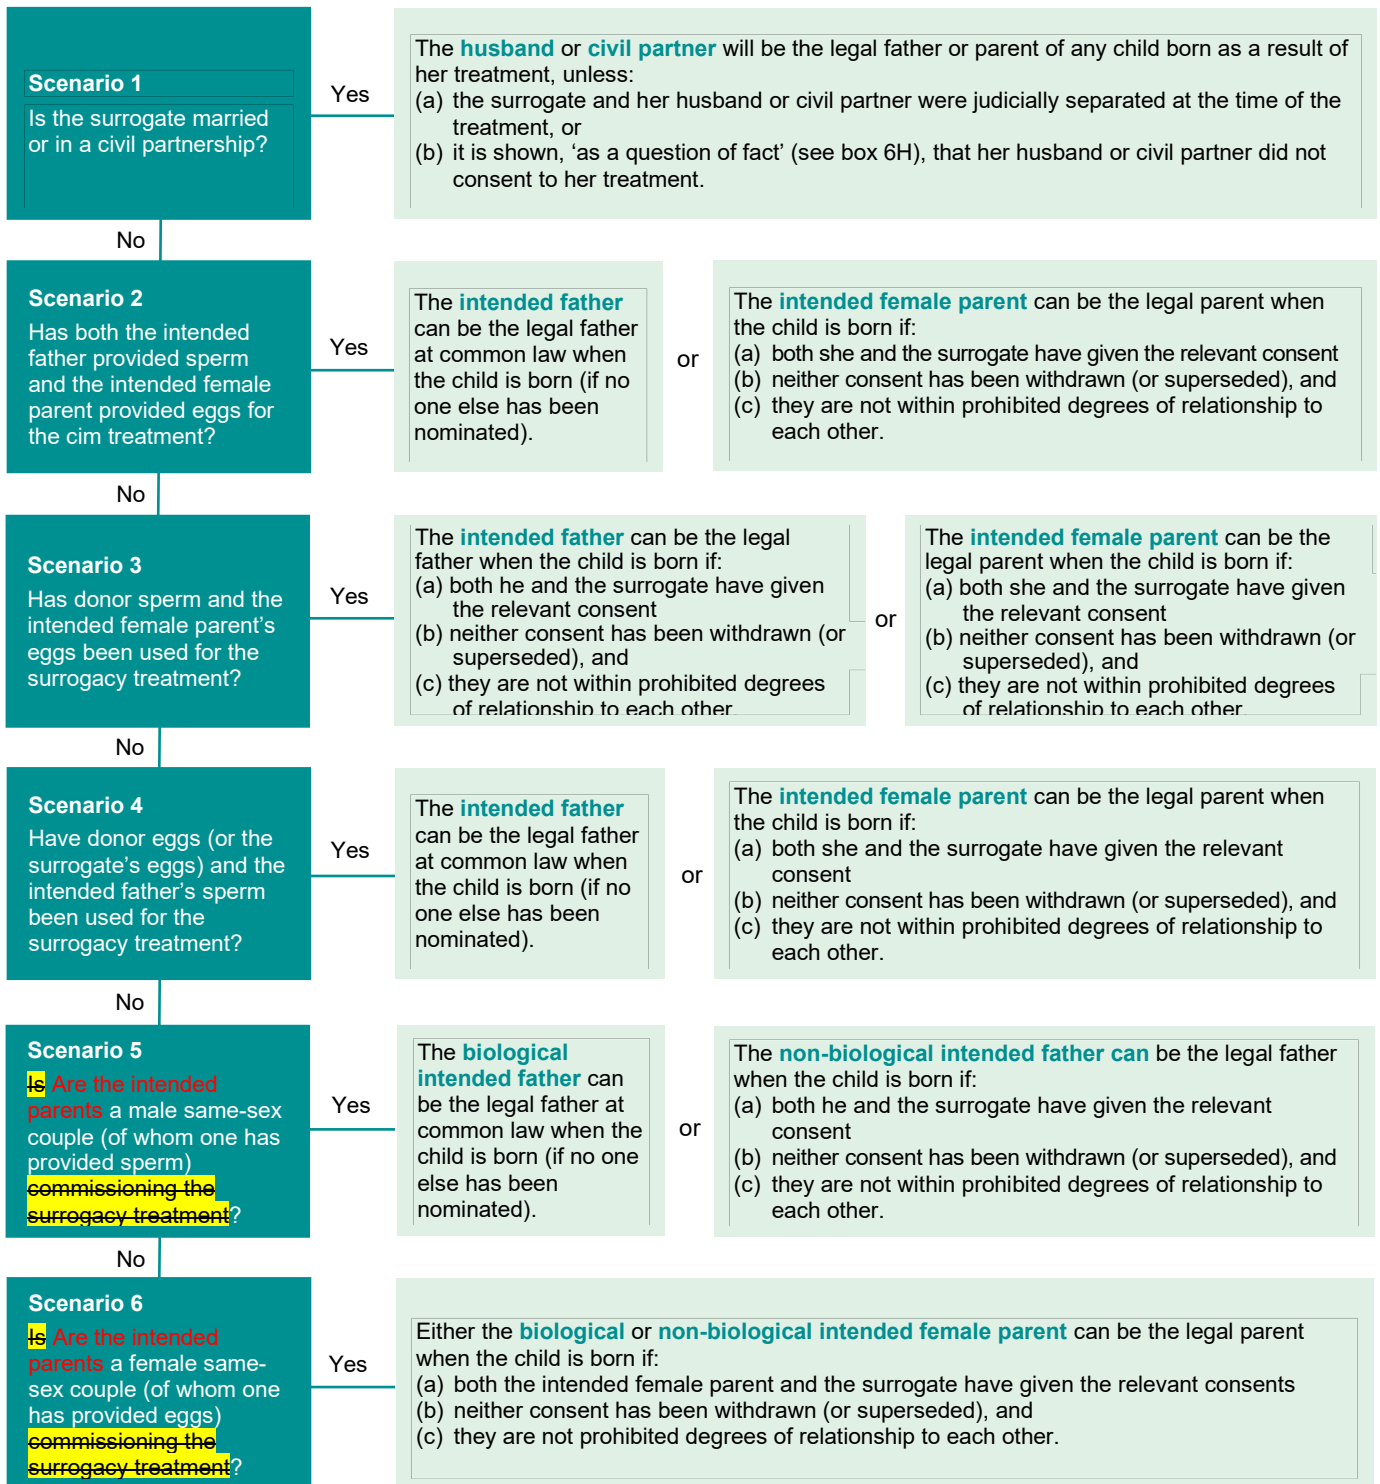 Scenario 1
Is the surrogate married
or in a civil partnership?
Yes
The husband or civil partner will be the legal father or parent of any child born as a result of
her treatment, unless:
(a) the surrogate and her husband or civil partner were judicially separated at the time of the
treatment, or
(b) it is shown, ‘as a question of fact’ (see box 6H), that her husband or civil partner did not
consent to her treatment.
No
Scenario 2
Has both the intended
father provided sperm
and the intended female
parent provided eggs for
the cim treatment?
Yes
The intended father
can be the legal father
at common law when
the child is born (if no
one else has been
nominated).
or
The intended female parent can be the legal parent when
the child is born if:
(a) both she and the surrogate have given the relevant consent
(b) neither consent has been withdrawn (or superseded), and
(c) they are not within prohibited degrees of relationship to
each other.
No
Scenario 3
Has donor sperm and the
intended female parent's
eggs been used for the
surrogacy treatment?
Yes
The intended father can be the legal
father when the child is born if:
(a) both he and the surrogate have given
the relevant consent
(b) neither consent has been withdrawn (or
superseded), and
(c) they are not within prohibited degrees
of relationship to each other.
or
The intended female parent can be the
legal parent when the child is born if:
(a) both she and the surrogate have given
the relevant consent
(b) neither consent has been withdrawn (or
superseded), and
(c) they are not within prohibited degrees
of relationship to each other.
No
Scenario 4
Have donor eggs (or the
surrogate's eggs) and the
intended father's sperm
been used for the
surrogacy treatment?
Yes
The intended father
can be the legal father
at common law when
the child is born (if no
one else has been
nominated).
or
The intended female parent can be the legal parent when
the child is born if:
(a) both she and the surrogate have given the relevant
consent
(b) neither consent has been withdrawn (or superseded), and
(c) they are not within prohibited degrees of relationship to
each other.
No
Scenario 5
Is Are the intended
parents a male same-sex
couple (of whom one has
provided sperm)
commissioning the
surrogacy treatment?
Yes
The biological
intended father can
be the legal father at
common law when the
child is born (if no one
else has been
nominated).
or
The non-biological intended father can be the legal father
when the child is born if:
(a) both he and the surrogate have given the relevant
consent
(b) neither consent has been withdrawn (or superseded), and
(c) they are not within prohibited degrees of relationship to
each other.
No
Scenario 6
Is Are the intended
parents a female same-
sex couple (of whom one
has provided eggs)
commissioning the
surrogacy treatment?
Yes
Either the biological or non-biological intended female parent can be the legal parent
when the child is born if:
(a) both the intended female parent and the surrogate have given the relevant consents
(b) neither consent has been withdrawn (or superseded), and
(c) they are not prohibited degrees of relationship to each other.